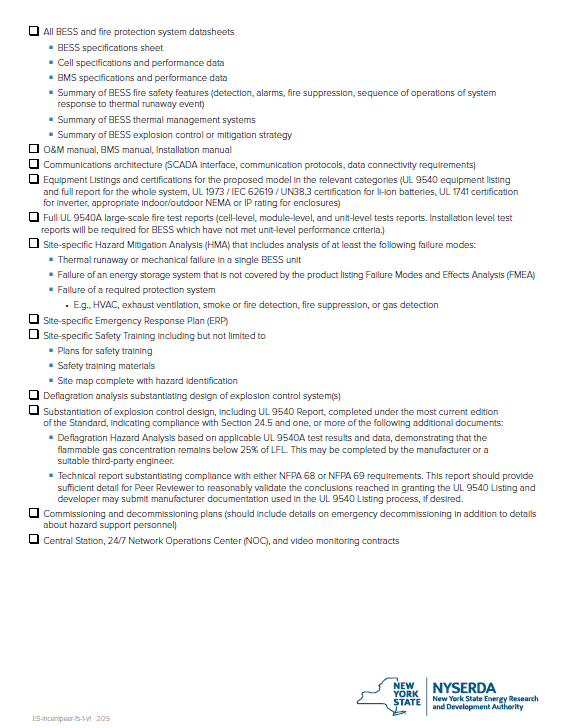 ❑ All BESS and fire protection system datasheets
▪ BESS specifications sheet
▪ Cell specifications and performance data
▪ BMS specifications and performance data
▪ Summary of BESS fire safety features (detection, alarms, fire suppression, sequence of operations of system
response to thermal runaway event)
▪ Summary of BESS thermal management systems
▪ Summary of BESS explosion control or mitigation strategy
❑ O&M manual, BMS manual, Installation manual
❑ Communications architecture (SCADA interface, communication protocols, data connectivity requirements)
❑ Equipment Listings and certifications for the proposed model in the relevant categories (UL 9540 equipment listing
and full report for the whole system, UL 1973 / IEC 62619 / UN38.3 certification for li-ion batteries, UL 1741 certification
for inverter, appropriate indoor/outdoor NEMA or IP rating for enclosures)
❑ Full UL 9540A large-scale fire test reports (cell-level, module-level, and unit-level tests reports. Installation level test
reports will be required for BESS which have not met unit-level performance criteria.)
❑ Site-specific Hazard Mitigation Analysis (HMA) that includes analysis of at least the following failure modes:
▪ Thermal runaway or mechanical failure in a single BESS unit
▪ Failure of an energy storage system that is not covered by the product listing Failure Modes and Effects Analysis (FMEA)
▪ Failure of a required protection system
• E.g., HVAC, exhaust ventilation, smoke or fire detection, fire suppression, or gas detection
❑ Site-specific Emergency Response Plan (ERP)
❑ Site-specific Safety Training including but not limited to
▪ Plans for safety training
▪ Safety training materials
▪ Site map complete with hazard identification
❑ Deflagration analysis substantiating design of explosion control system(s)
❑ Substantiation of explosion control design, including UL 9540 Report, completed under the most current edition
of the Standard, indicating compliance with Section 24.5 and one, or more of the following additional documents:
▪ Deflagration Hazard Analysis based on applicable UL 9540A test results and data, demonstrating that the
flammable gas concentration remains below 25% of LFL. This may be completed by the manufacturer or a
suitable third-party engineer.
▪ Technical report substantiating compliance with either NFPA 68 or NFPA 69 requirements. This report should provide
sufficient detail for Peer Reviewer to reasonably validate the conclusions reached in granting the UL 9540 Listing and
developer may submit manufacturer documentation used in the UL 9540 Listing process, if desired.
❑ Commissioning and decommissioning plans (should include details on emergency decommissioning in addition to details
about hazard support personnel)
❑ Central Station, 24/7 Network Operations Center (NOC), and video monitoring contracts
NEW
YORK
STATE
NYSERDA
New York State Energy Research
and Development Authority
ES-incentpeer-fs-1-v1 2/25